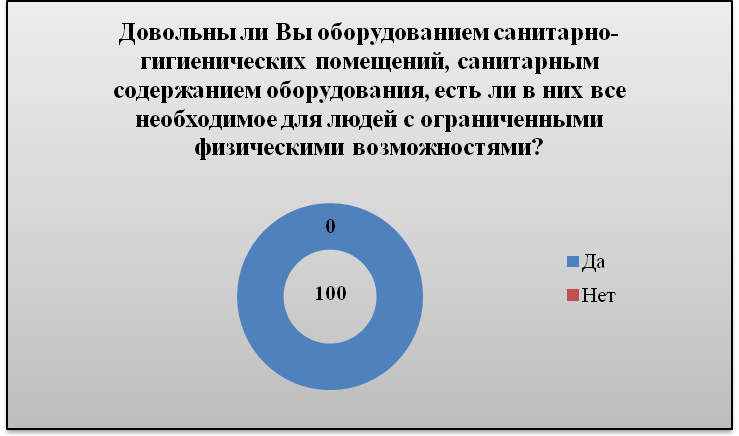 Довольны ли Вы оборудованием санитарно-
гигиенических помещений, санитарным
содержанием оборудования, есть ли в них все
необходимое для людей с ограниченными
физическими возможностями?
0
100
Да
Нет